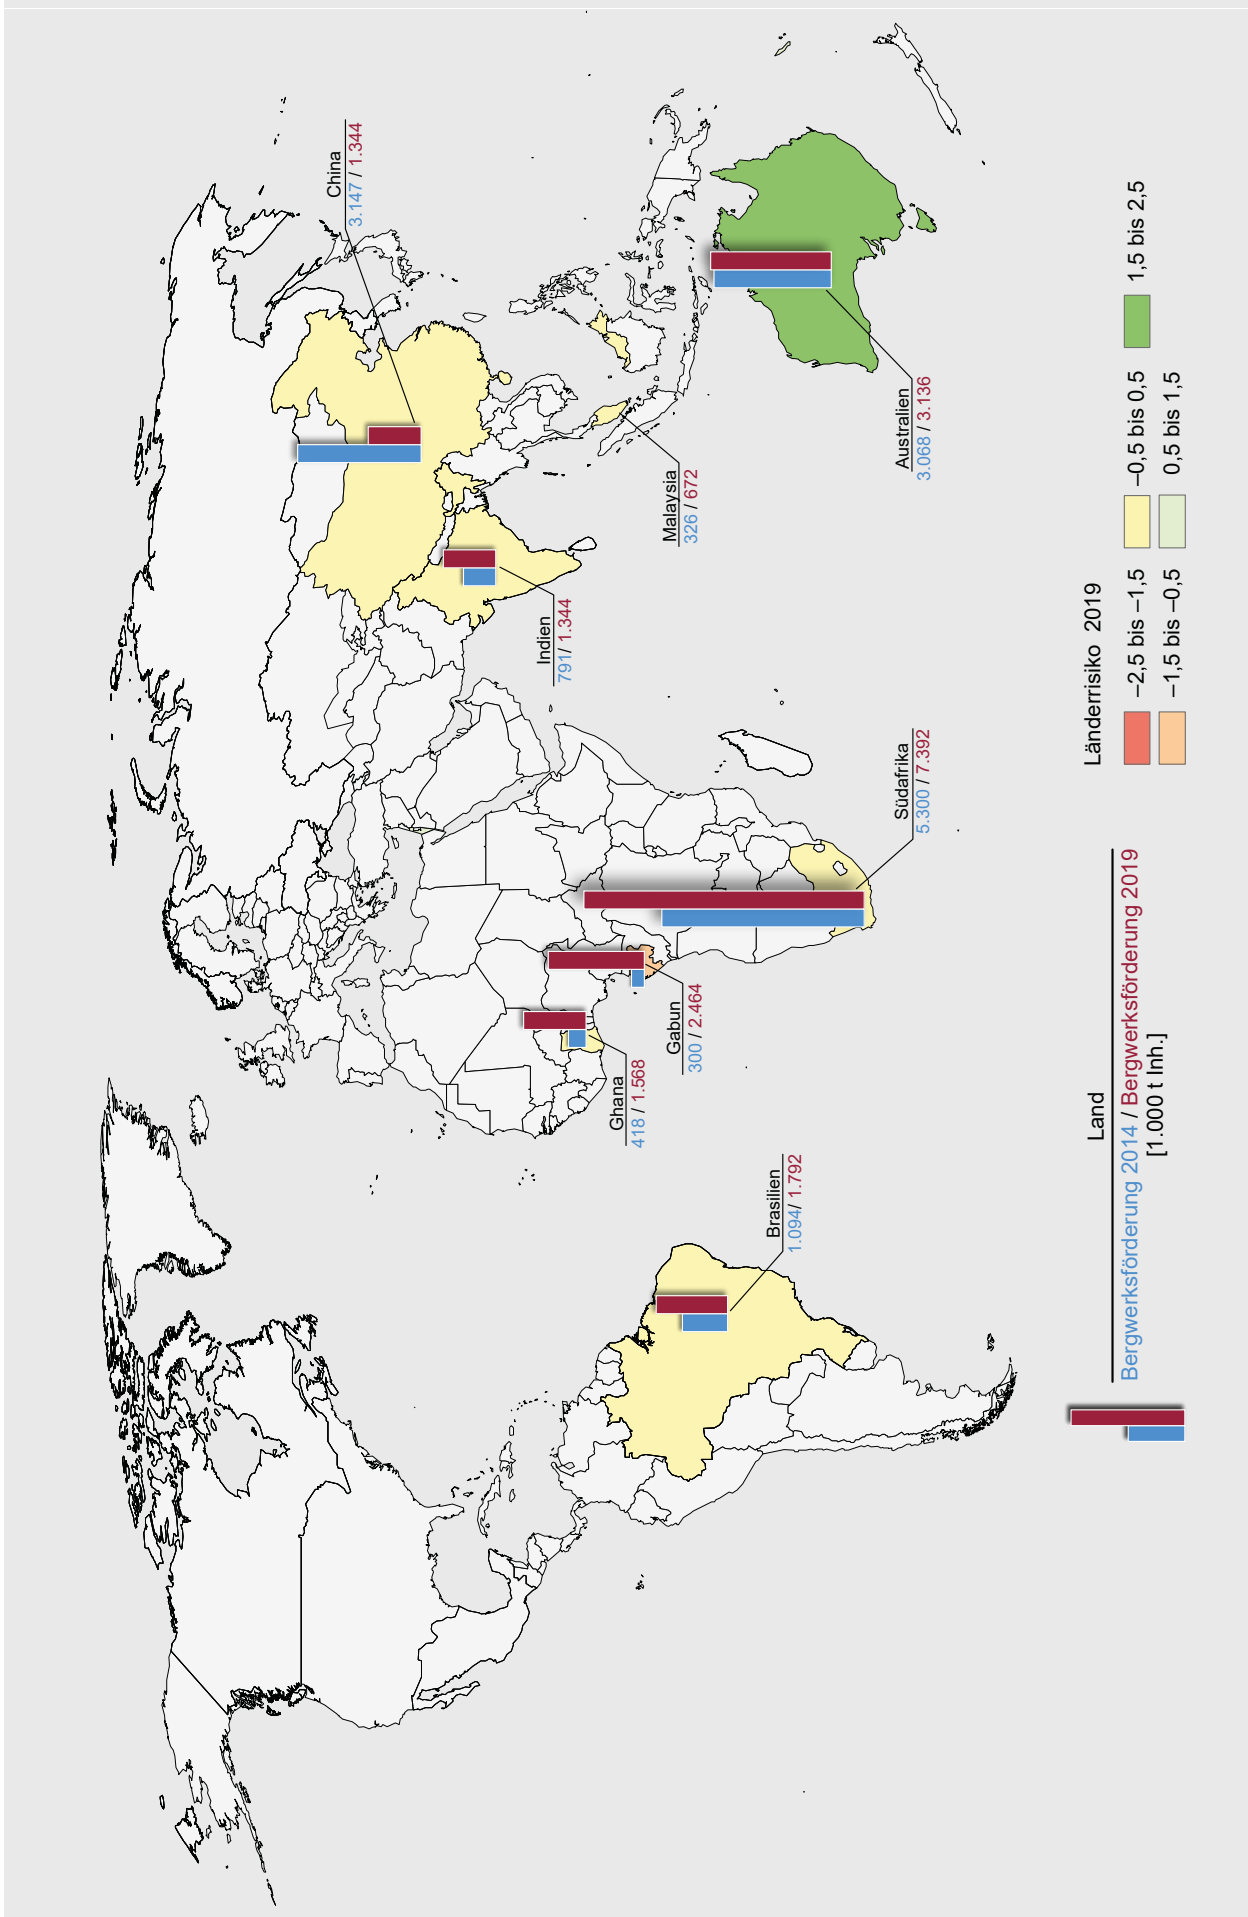 China
3.147 / 1.344
Indien
791/ 1.344
Malaysia
326 / 672
Australien
3.068 / 3.136
Südafrika
5.300 / 7.392
Gabun
300 / 2.464
Ghana
418 / 1.568
Brasilien
1.094/ 1.792
Land
Bergwerksförderung 2014 / Bergwerksförderung 2019
[1.000 t Inh.]
Länderrisiko 2019
–2,5 bis –1,5
–0,5 bis 0,5
1,5 bis 2,5
–1,5 bis –0,5
0,5 bis 1,5